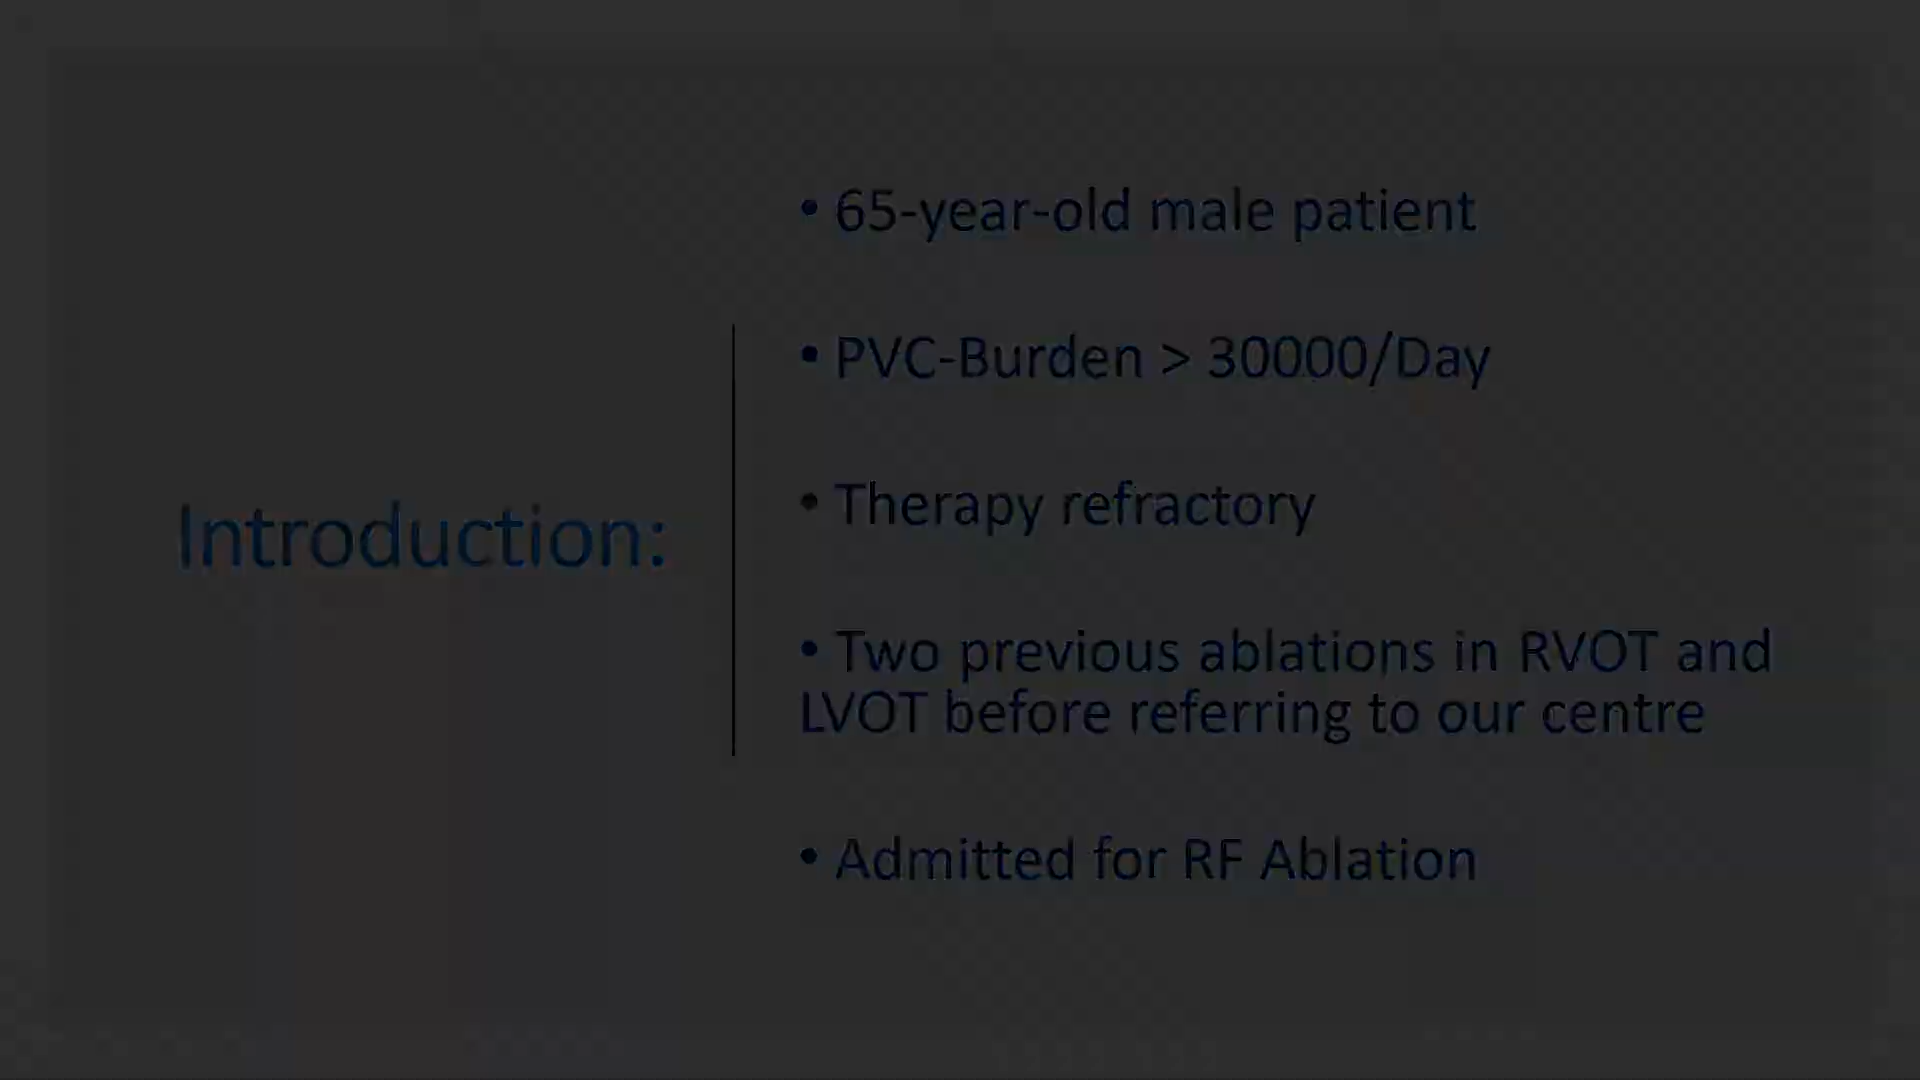 Introduction:
• 65-year-old male patient
• PVC-Burden > 30000/Day
• Therapy refractory
• Two previous ablations in RVOT and
LVOT before referring to our centre
• Admitted for RF Ablation